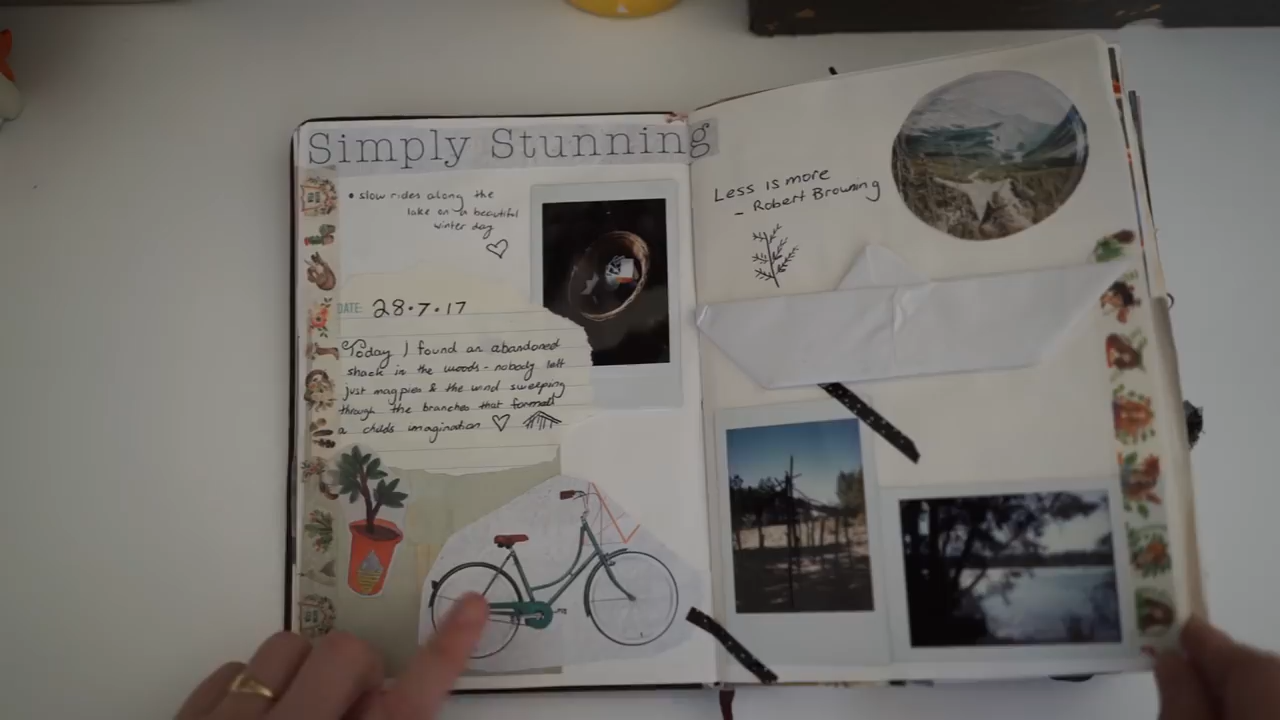 Simply Stunning
• slow rides along the
lake on a beautiful
winter day
DATE: 28.7.17
Today I found an abandoned
shack in the woods - nobody left
just magpies & the wind sweeping
through the branches that formed
a childs imagination
Less is more
- Robert Browning